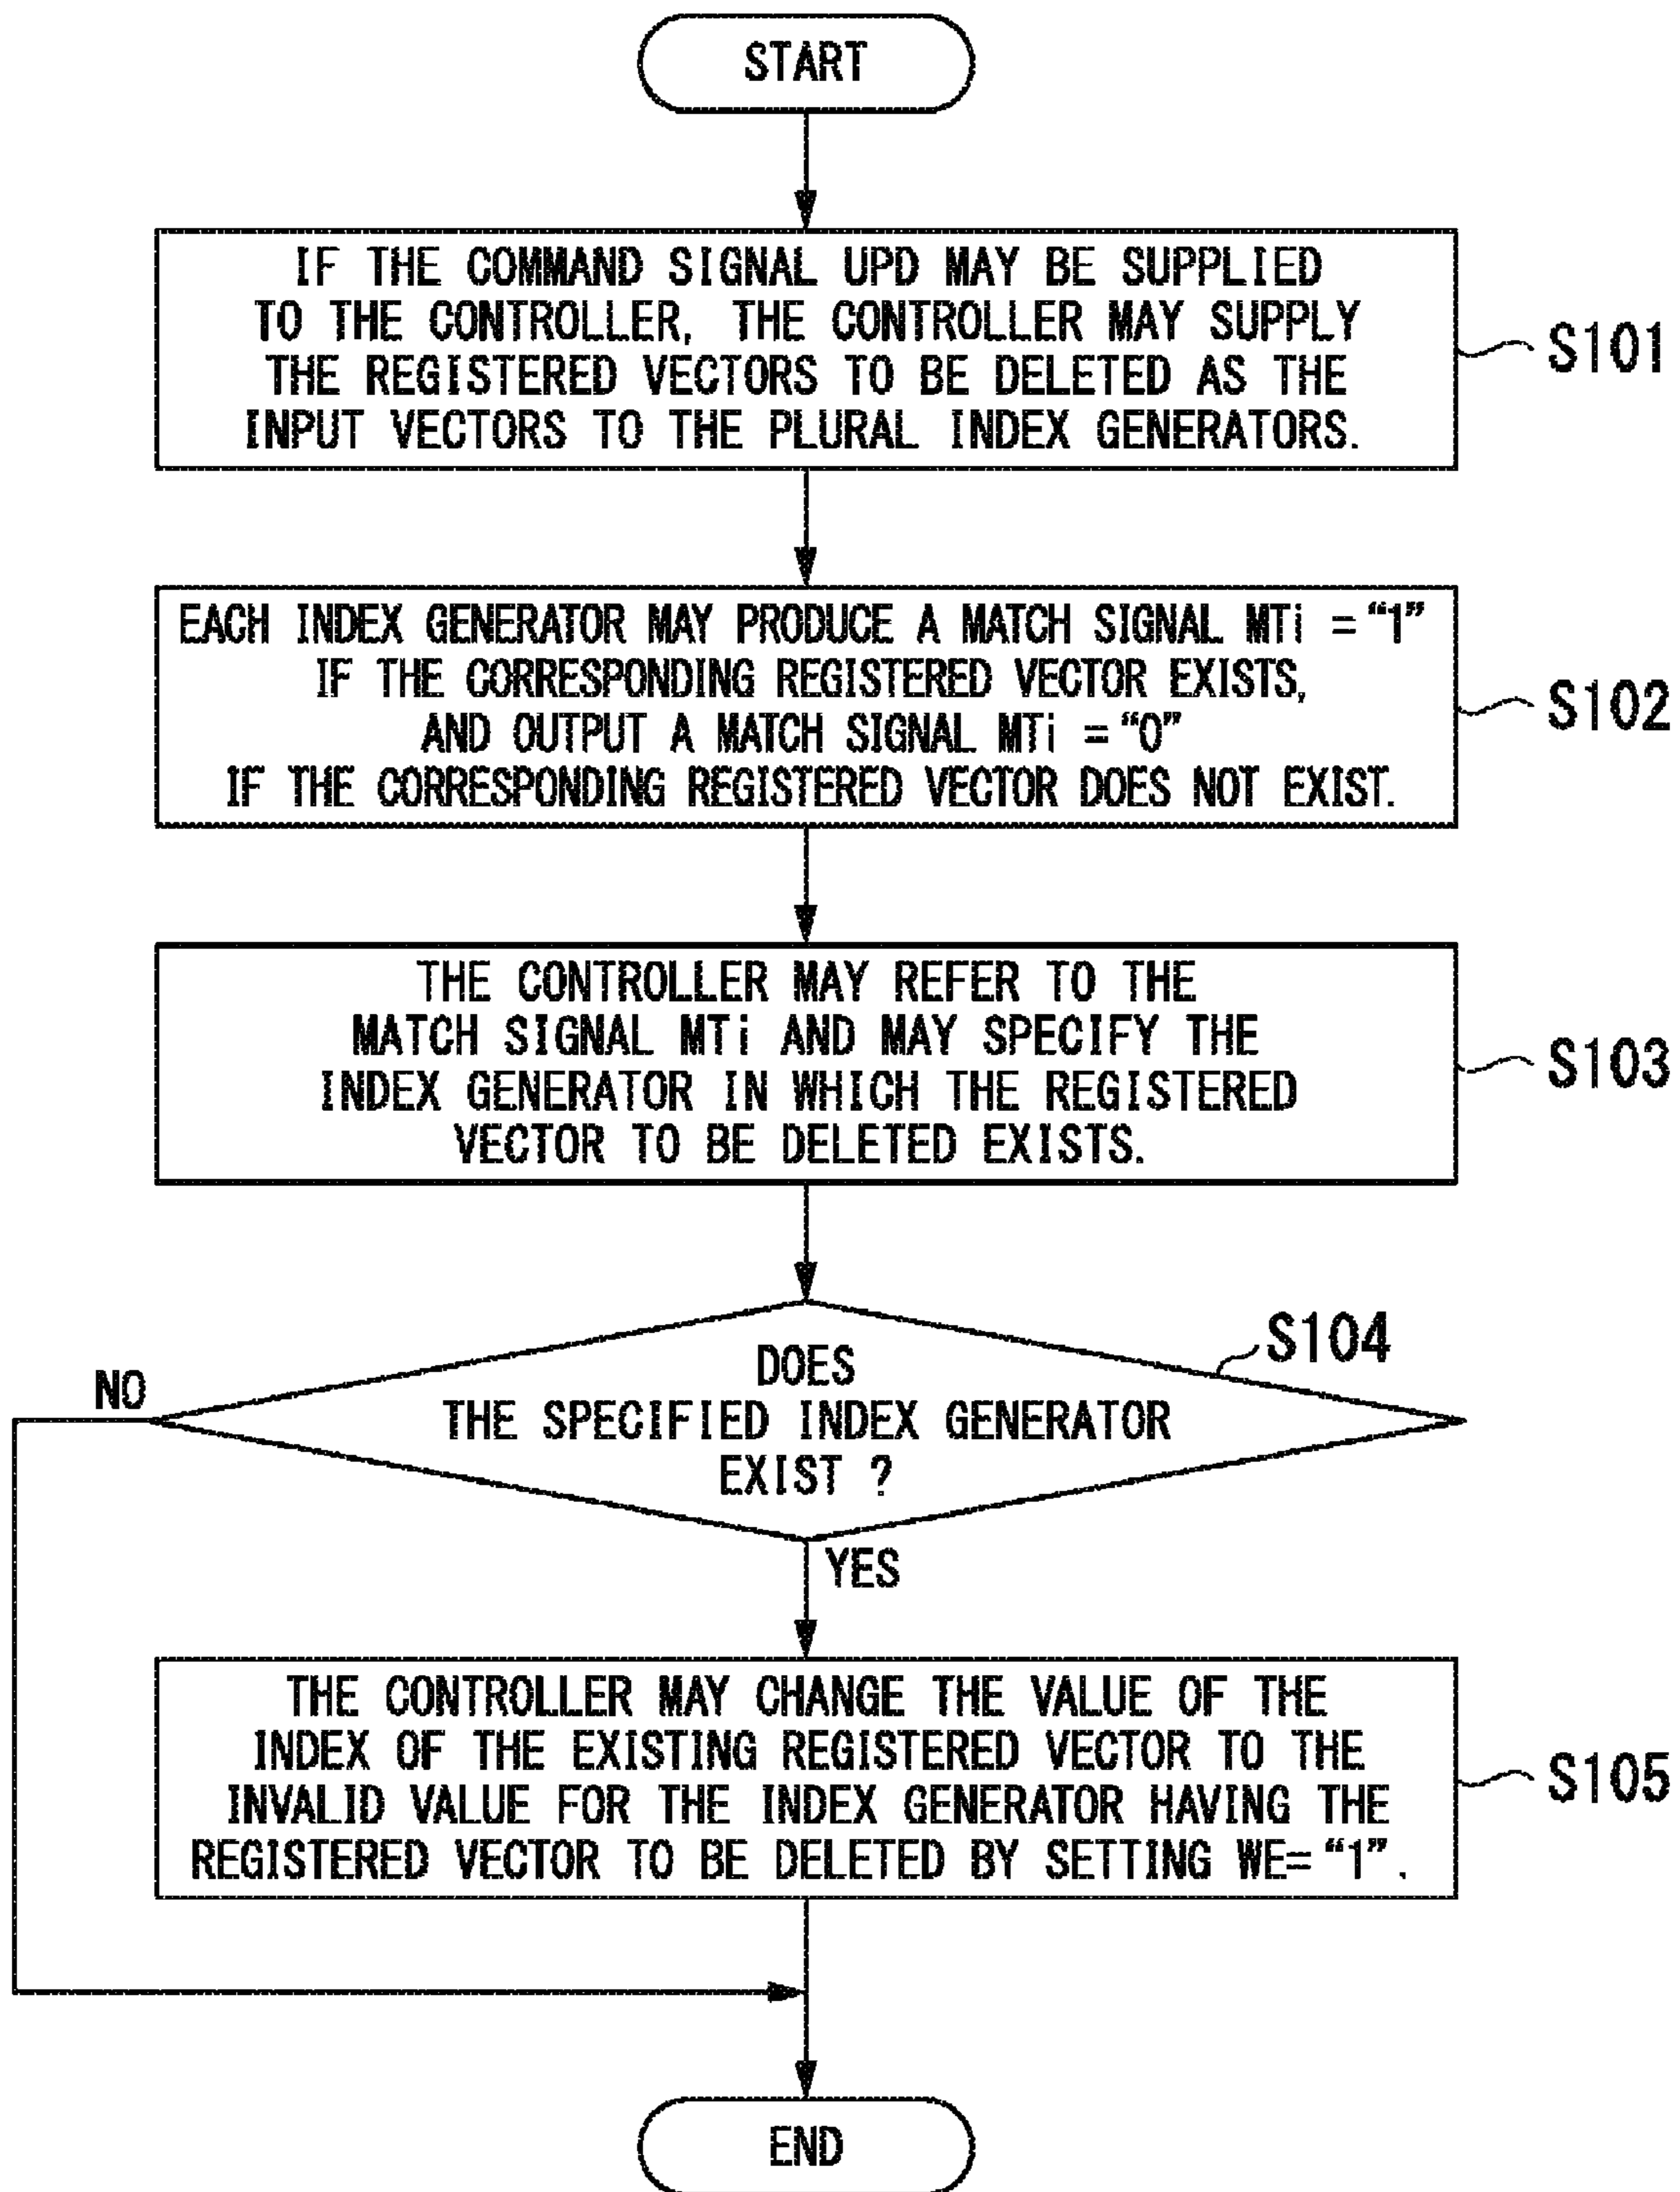 START
IF THE COMMAND SIGNAL UPD MAY BE SUPPLIED
TO THE CONTROLLER, THE CONTROLLER MAY SUPPLY
THE REGISTERED VECTORS TO BE DELETED AS THE
INPUT VECTORS TO THE PLURAL INDEX GENERATORS.
S101
EACH INDEX GENERATOR MAY PRODUCE A MATCH SIGNAL MTi =“1”
IF THE CORRESPONDING REGISTERED VECTOR EXISTS,
AND OUTPUT A MATCH SIGNAL MTi =“0”
IF THE CORRESPONDING REGISTERED VECTOR DOES NOT EXIST.
S102
THE CONTROLLER MAY REFER TO THE
MATCH SIGNAL MTi AND MAY SPECIFY THE
INDEX GENERATOR IN WHICH THE REGISTERED
VECTOR TO BE DELETED EXISTS.
S103
S104
DOES
THE SPECIFIED INDEX GENERATOR
EXIST ?
NO
YES
THE CONTROLLER MAY CHANGE THE VALUE OF THE
INDEX OF THE EXISTING REGISTERED VECTOR TO THE
INVALID VALUE FOR THE INDEX GENERATOR HAVING THE
REGISTERED VECTOR TO BE DELETED BY SETTING WE=“1”.
S105
END